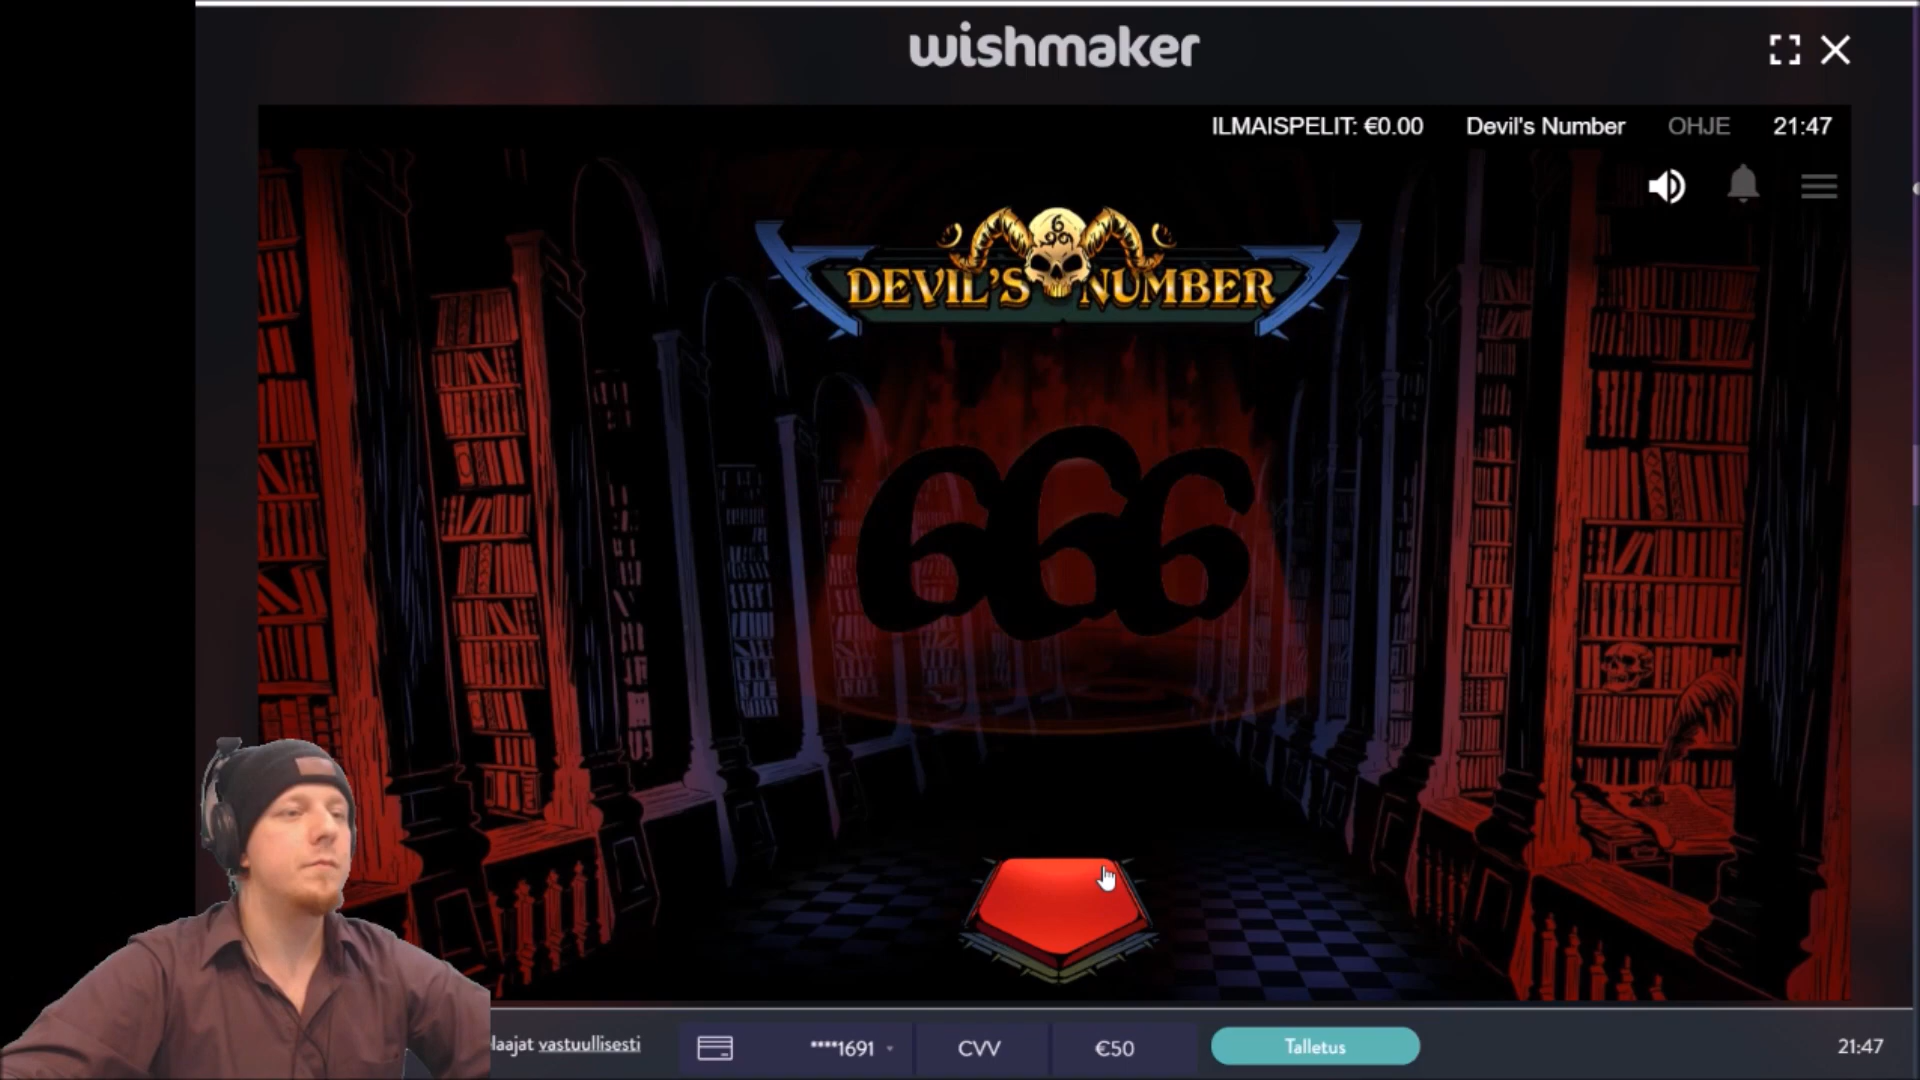 wishmaker
ILMAISPELIT: €0.00 Devil's Number OHJE 21:47
6
DEVIL'S NUMBER
666
laajat vastuullisesti ****1691 CVV €50 Talletus 21:47